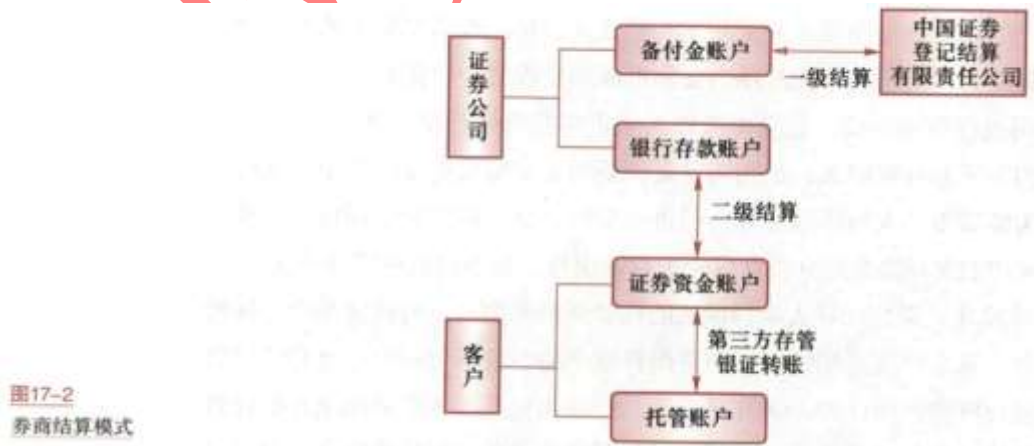 证券公司
备付金账户
一级结算
中国证券
登记结算
有限责任公司
银行存款账户
二级结算
证券资金账户
客户
第三方存管
银证转账
托管账户
图17-2
券商结算模式